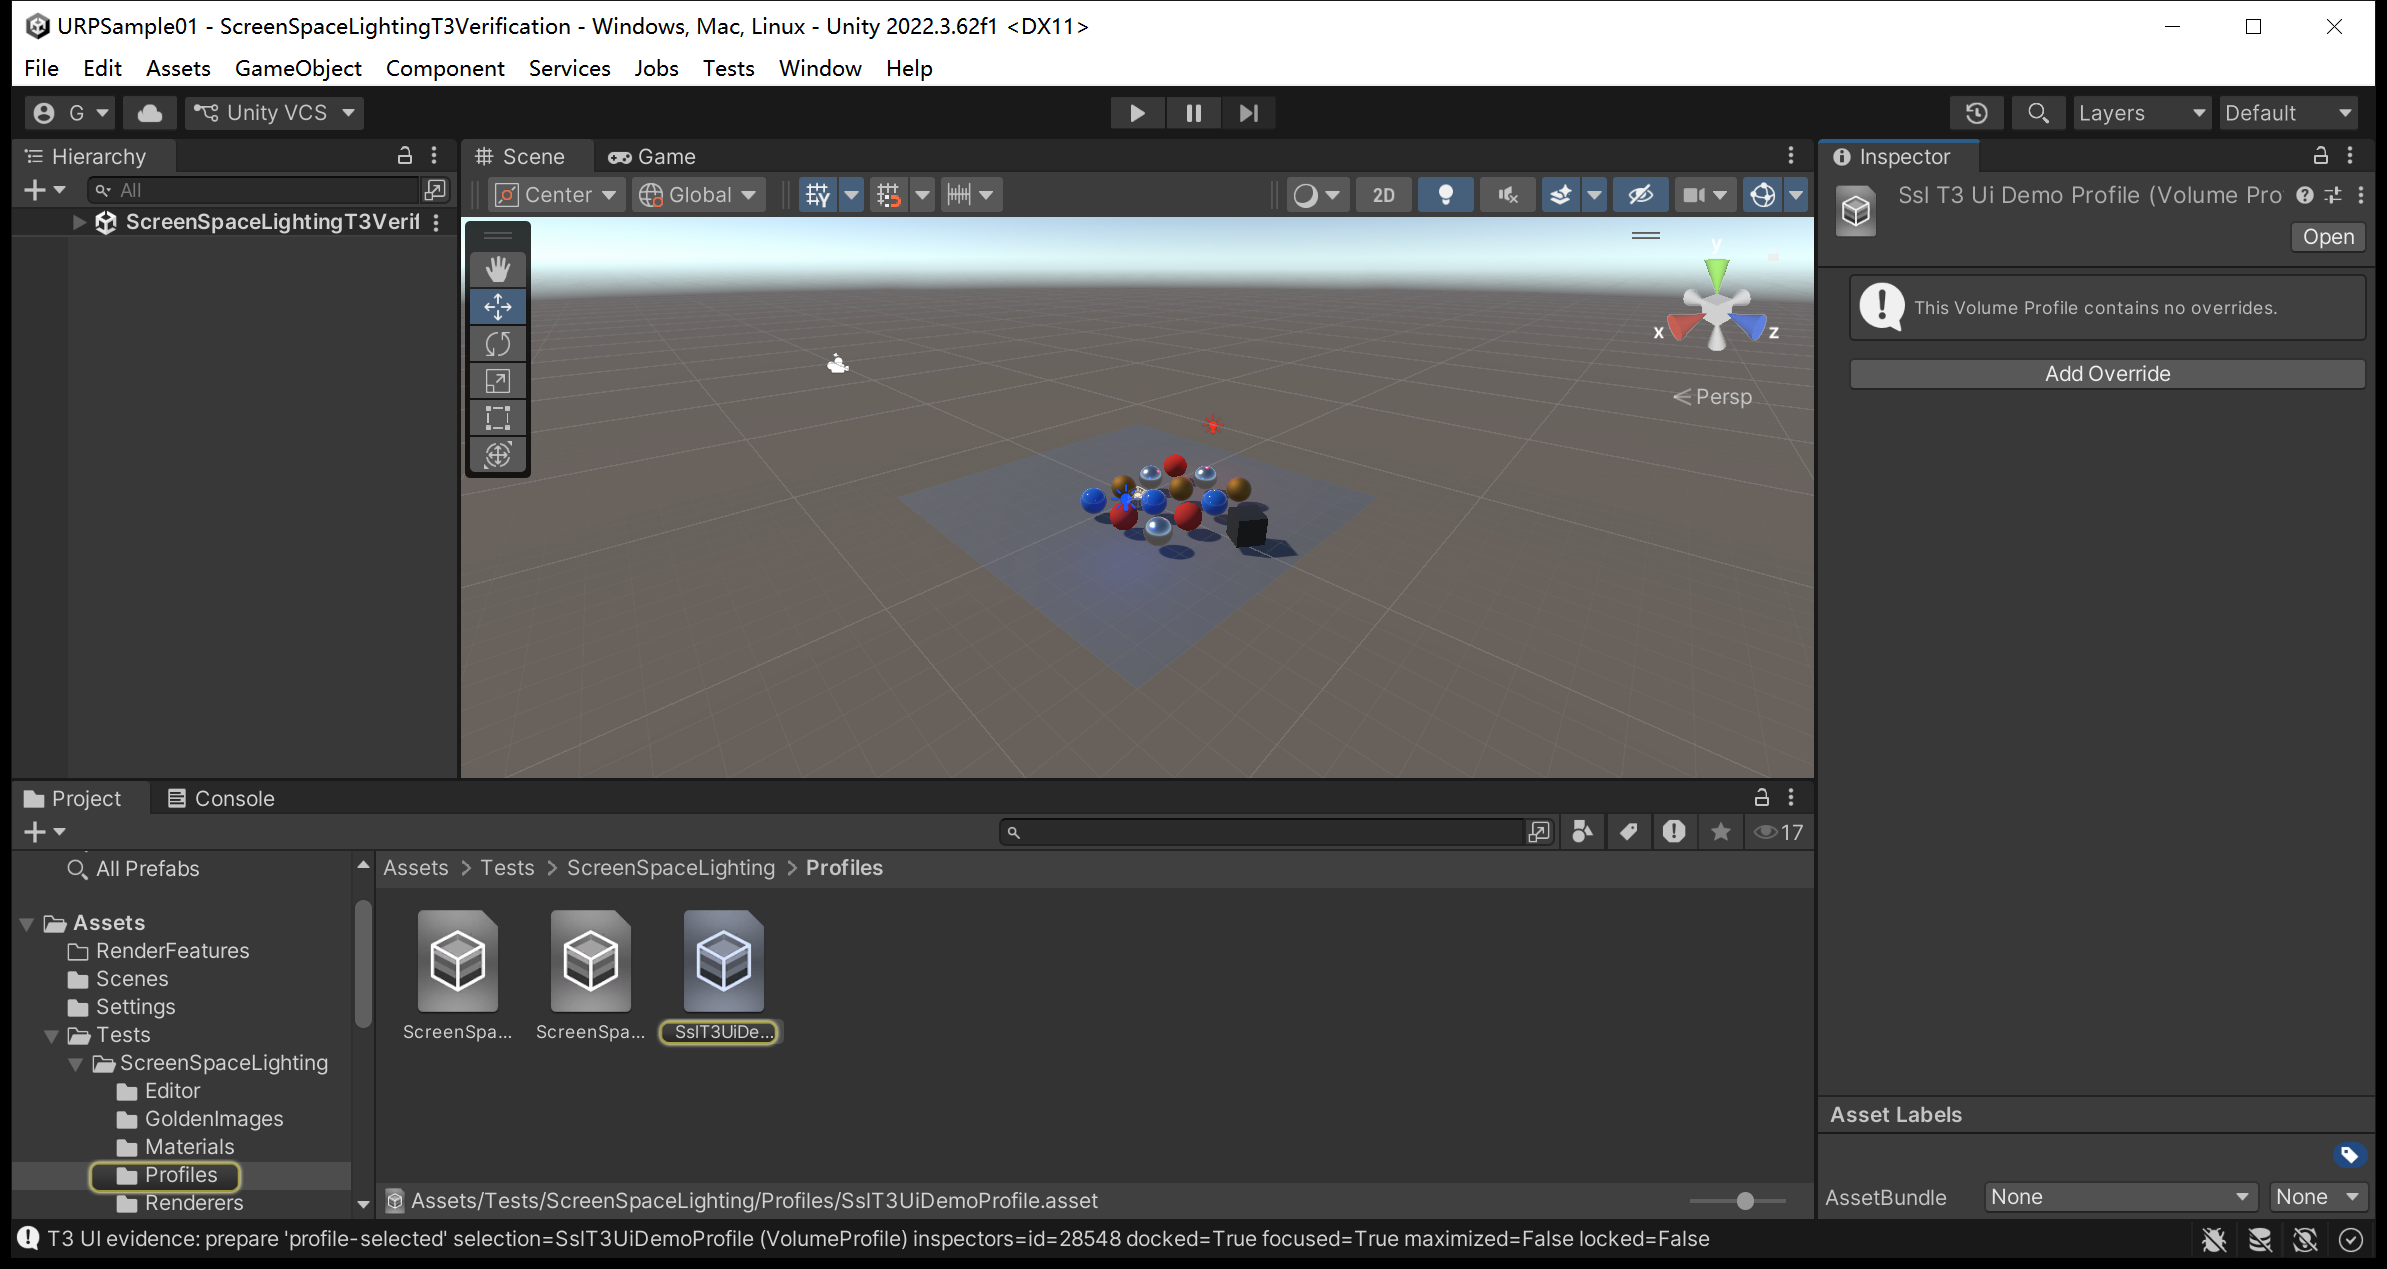 URPSample01 - ScreenSpaceLightingT3Verification - Windows, Mac, Linux - Unity 2022.3.62f1 <DX11>
File Edit Assets GameObject Component Services Jobs Tests Window Help
G Unity VCS Layers Default
Hierarchy
All
ScreenSpaceLightingT3Verif
Scene Game
Center Global 2D
y
x z
Persp
Inspector
Ssl T3 Ui Demo Profile (Volume Pro
Open
This Volume Profile contains no overrides.
Add Override
Project Console
17
All Prefabs
Assets
RenderFeatures
Scenes
Settings
Tests
ScreenSpaceLighting
Editor
GoldenImages
Materials
Profiles
Renderers
Assets > Tests > ScreenSpaceLighting > Profiles
ScreenSpa... ScreenSpa... SslT3UiDe...
Assets/Tests/ScreenSpaceLighting/Profiles/SslT3UiDemoProfile.asset
Asset Labels
AssetBundle None None
T3 UI evidence: prepare 'profile-selected' selection=SslT3UiDemoProfile (VolumeProfile) inspectors=id=28548 docked=True focused=True maximized=False locked=False